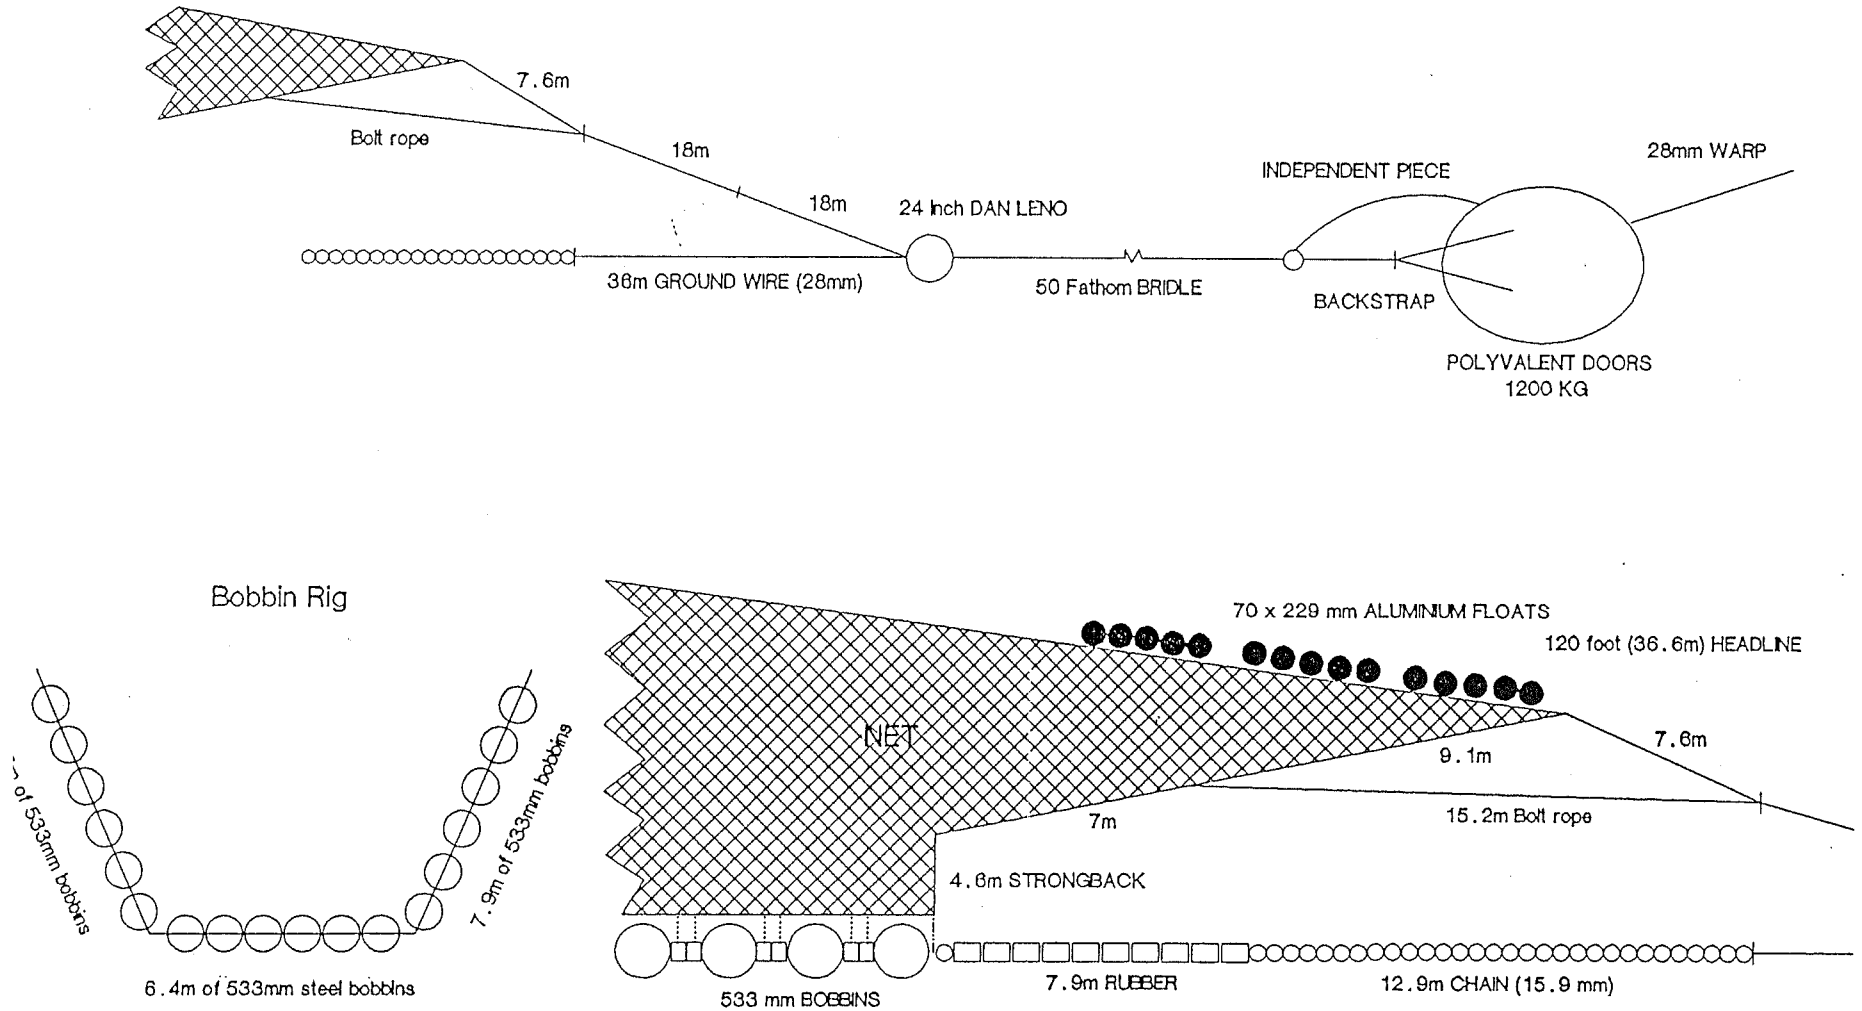 7.6m
Bolt rope
18m
18m
24 Inch DAN LENO
INDEPENDENT PIECE
28mm WARP
36m GROUND WIRE (28mm)
50 Fathom BRIDLE
BACKSTRAP
POLYVALENT DOORS
1200 KG
Bobbin Rig
70 x 229 mm ALUMINIUM FLOATS
120 foot (36.6m) HEADLINE
NET
7.6m
9.1m
15.2m Bolt rope
7m
4.6m STRONGBACK
m of 533mm bobbins
7.9m of 533mm bobbins
6.4m of 533mm steel bobbins
533 mm BOBBINS
7.9m RUBBER
12.9m CHAIN (15.9 mm)